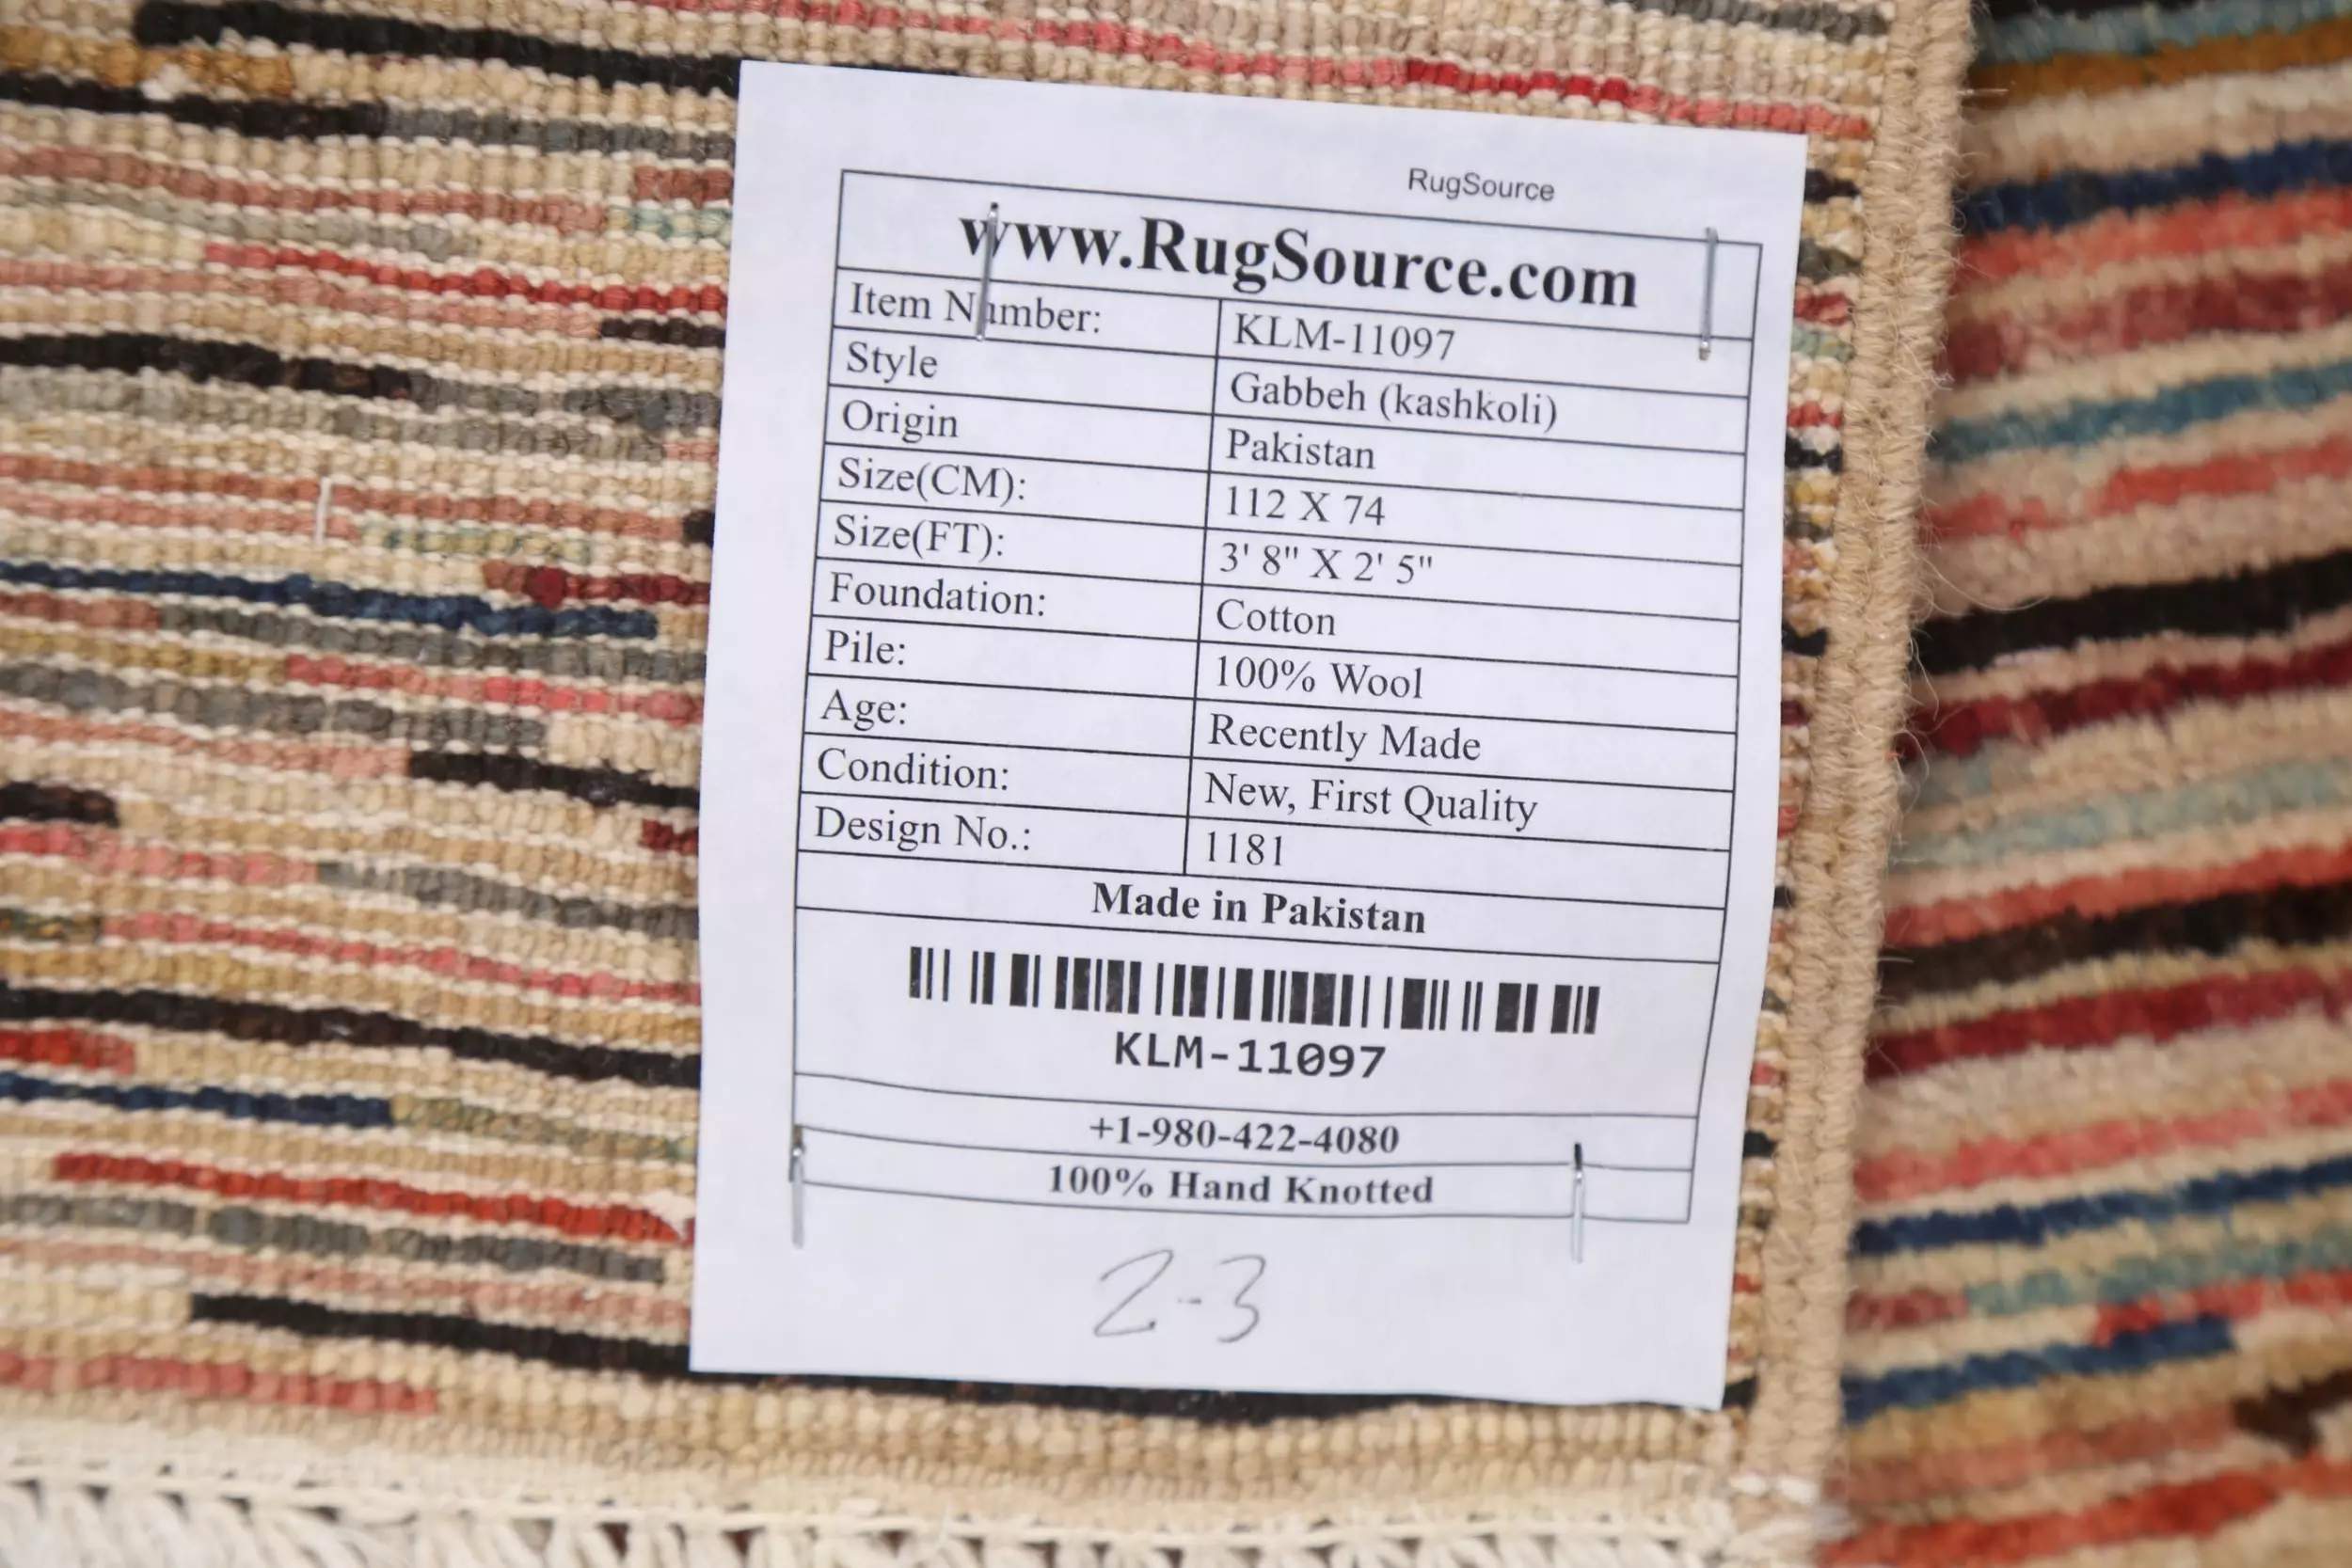 RugSource
www.RugSource.com
Item Number: KLM-11097
Style Gabbeh (kashkoli)
Origin Pakistan
Size(CM): 112 X 74
Size(FT): 3' 8" X 2' 5"
Foundation: Cotton
Pile: 100% Wool
Age: Recently Made
Condition: New, First Quality
Design No.: 1181
Made in Pakistan
KLM-11097
+1-980-422-4080
100% Hand Knotted
2-3